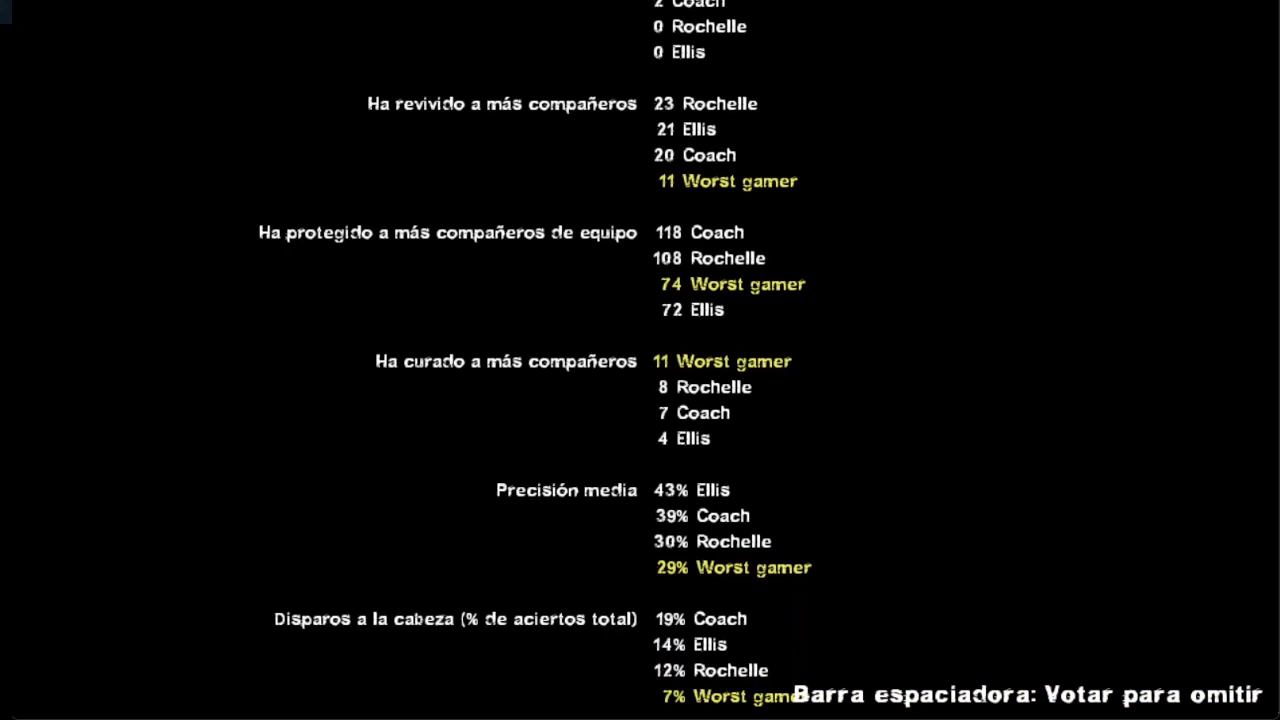 2 Coach
0 Rochelle
0 Ellis
Ha revivido a más compañeros 23 Rochelle
21 Ellis
20 Coach
11 Worst gamer
Ha protegido a más compañeros de equipo 118 Coach
108 Rochelle
74 Worst gamer
72 Ellis
Ha curado a más compañeros 11 Worst gamer
8 Rochelle
7 Coach
4 Ellis
Precisión media 43% Ellis
39% Coach
30% Rochelle
29% Worst gamer
Disparos a la cabeza (% de aciertos total) 19% Coach
14% Ellis
12% Rochelle
7% Worst game
Barra espaciadora: Votar para omitir